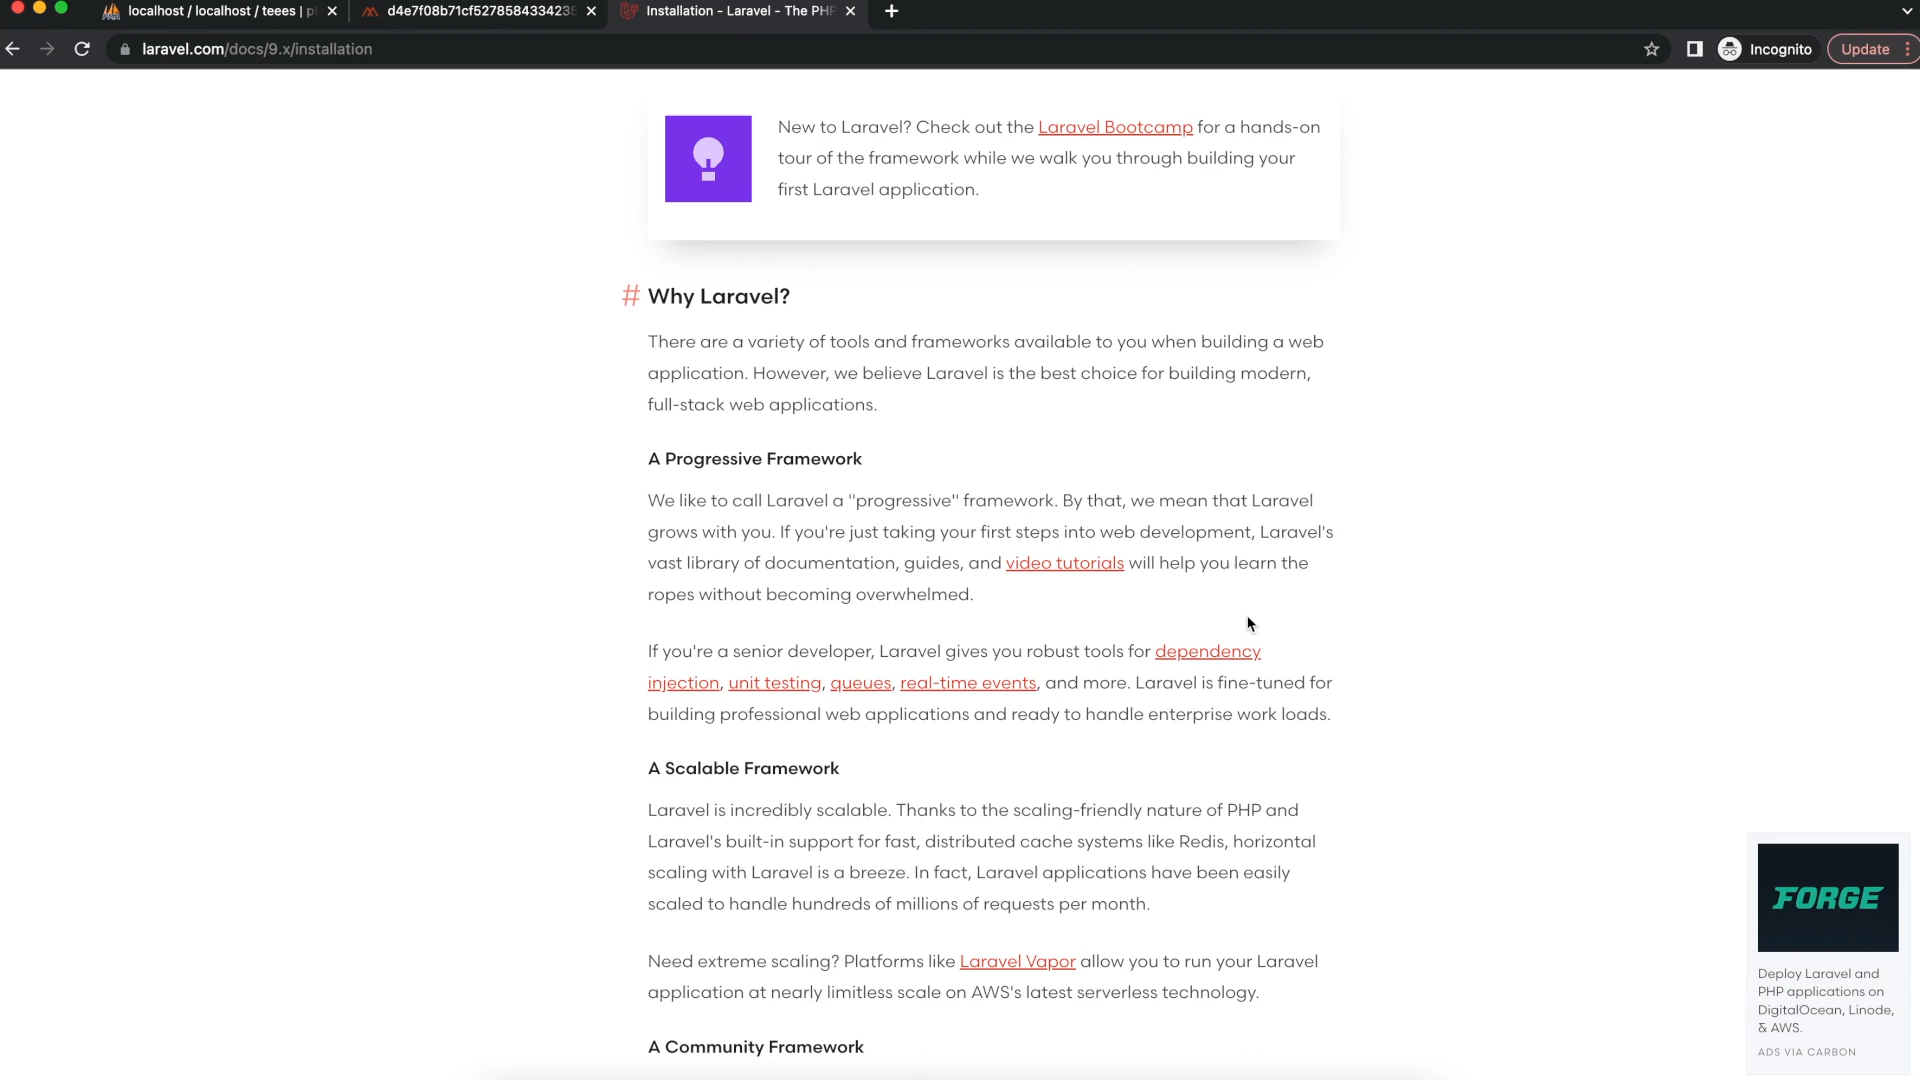 localhost / localhost / teees | p
d4e7f08b71cf5278584334235
Installation - Laravel - The PHP
laravel.com/docs/9.x/installation
Incognito
Update
New to Laravel? Check out the Laravel Bootcamp for a hands-on
tour of the framework while we walk you through building your
first Laravel application.
# Why Laravel?
There are a variety of tools and frameworks available to you when building a web
application. However, we believe Laravel is the best choice for building modern,
full-stack web applications.
A Progressive Framework
We like to call Laravel a "progressive" framework. By that, we mean that Laravel
grows with you. If you're just taking your first steps into web development, Laravel's
vast library of documentation, guides, and video tutorials will help you learn the
ropes without becoming overwhelmed.
If you're a senior developer, Laravel gives you robust tools for dependency
injection, unit testing, queues, real-time events, and more. Laravel is fine-tuned for
building professional web applications and ready to handle enterprise work loads.
A Scalable Framework
Laravel is incredibly scalable. Thanks to the scaling-friendly nature of PHP and
Laravel's built-in support for fast, distributed cache systems like Redis, horizontal
scaling with Laravel is a breeze. In fact, Laravel applications have been easily
scaled to handle hundreds of millions of requests per month.
Need extreme scaling? Platforms like Laravel Vapor allow you to run your Laravel
application at nearly limitless scale on AWS's latest serverless technology.
A Community Framework
FORGE
Deploy Laravel and
PHP applications on
DigitalOcean, Linode,
& AWS.
ADS VIA CARBON